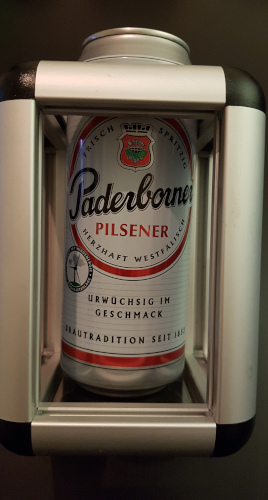 FRISCH SPRITZIG
Paderborner
PILSENER
HERZHAFT WESTFÄLISCH
URWÜCHSIG IM
GESCHMACK
BRAUTRADITION SEIT